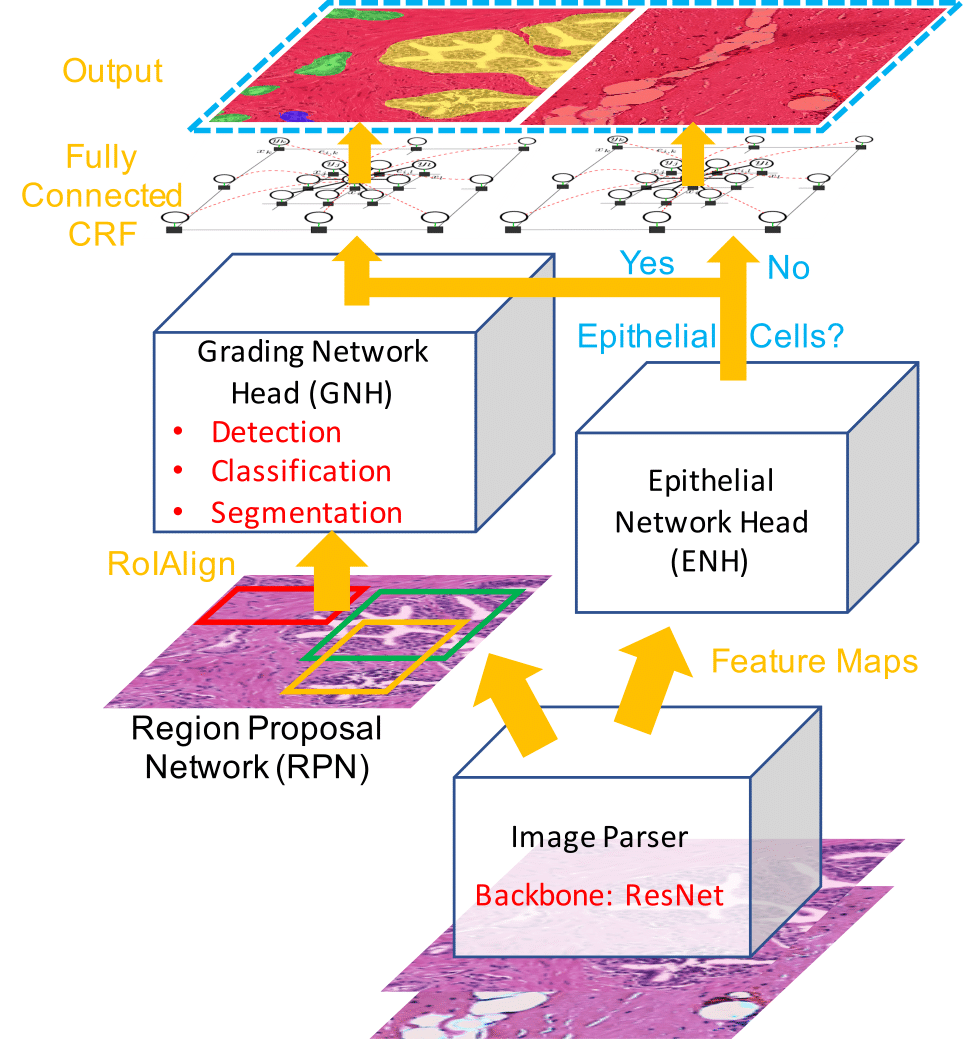 Output
Fully
Connected
CRF
Yes
No
Epithelial Cells?
Grading Network
Head (GNH)
• Detection
• Classification
• Segmentation
Epithelial
Network Head
(ENH)
RoIAlign
Feature Maps
Region Proposal
Network (RPN)
Image Parser
Backbone: ResNet